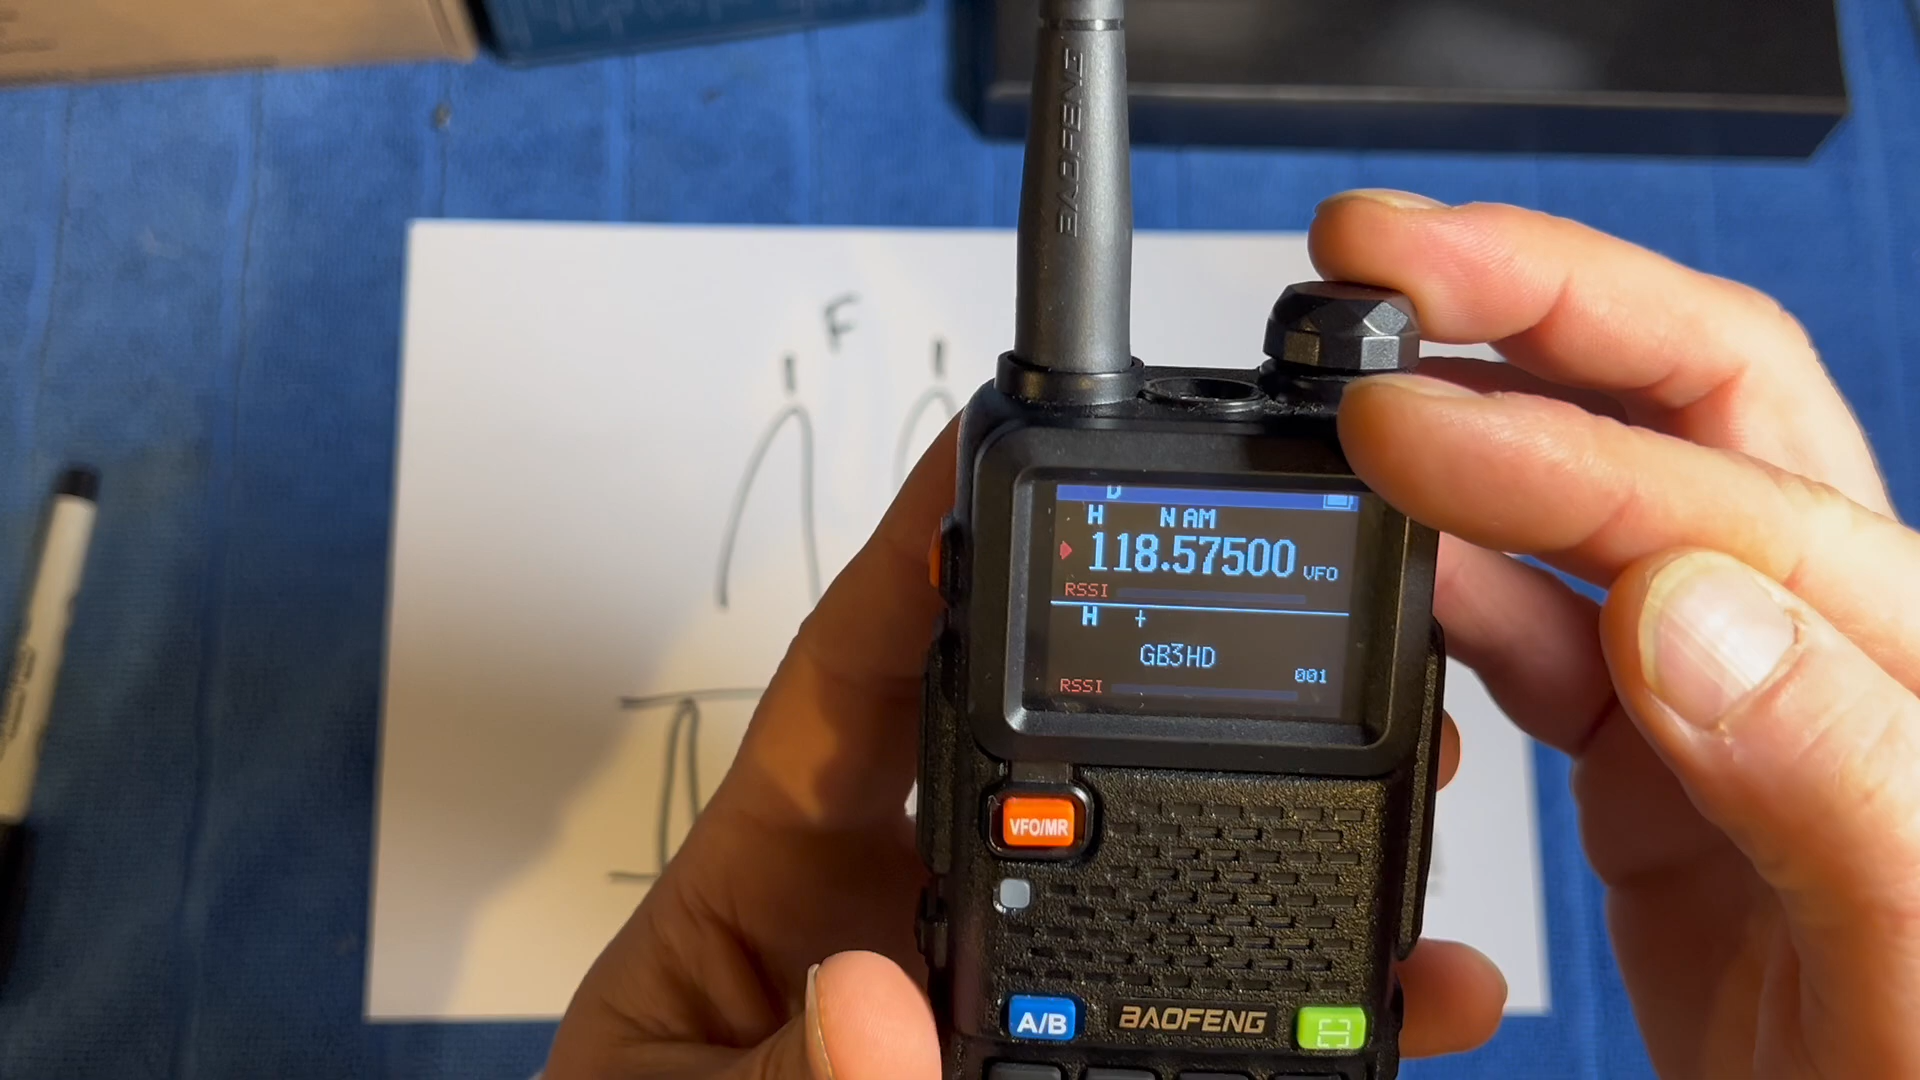 BAOFENG
F
D
H N AM
118.57500 VFO
RSSI
H +
GB3HD
001
RSSI
VFO/MR
A/B BAOFENG